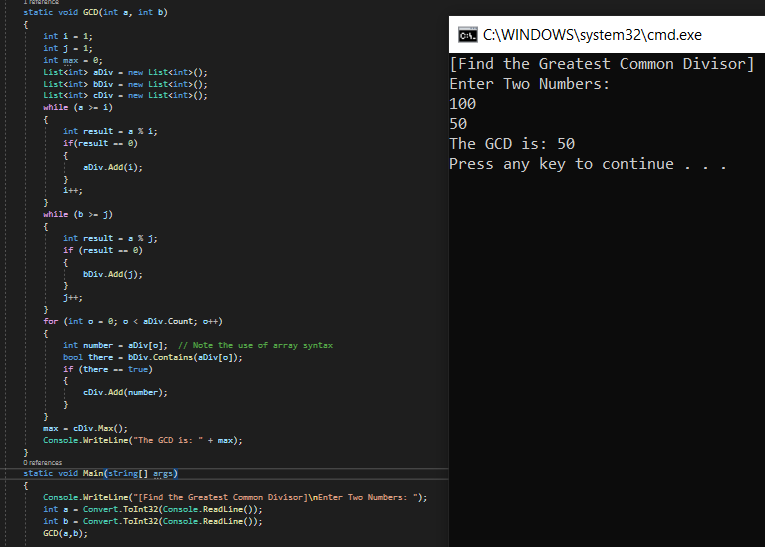 1 reference
static void GCD(int a, int b)
{
int i = 1;
int j = 1;
int max = 0;
List<int> aDiv = new List<int>();
List<int> bDiv = new List<int>();
List<int> cDiv = new List<int>();
while (a >= i)
{
int result = a % i;
if(result == 0)
{
aDiv.Add(i);
}
i++;
}
while (b >= j)
{
int result = a % j;
if (result == 0)
{
bDiv.Add(j);
}
j++;
}
for (int o = 0; o < aDiv.Count; o++)
{
int number = aDiv[o];  // Note the use of array syntax
bool there = bDiv.Contains(aDiv[o]);
if (there == true)
{
cDiv.Add(number);
}
}
max = cDiv.Max();
Console.WriteLine("The GCD is: " + max);
}
0 references
static void Main(string[] args)
{
Console.WriteLine("[Find the Greatest Common Divisor]\nEnter Two Numbers: ");
int a = Convert.ToInt32(Console.ReadLine());
int b = Convert.ToInt32(Console.ReadLine());
GCD(a,b);
C:\WINDOWS\system32\cmd.exe
[Find the Greatest Common Divisor]
Enter Two Numbers:
100
50
The GCD is: 50
Press any key to continue . . .